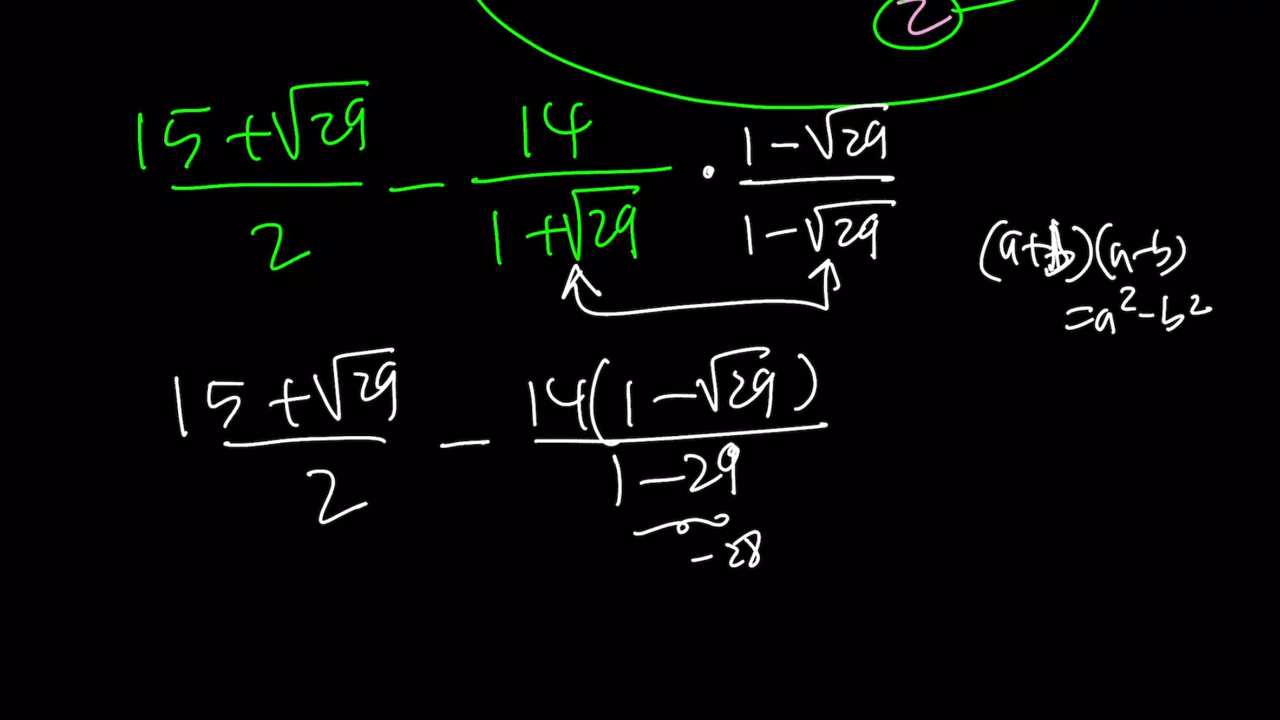 2
(15+√29)/2 − 14/(1+√29) · (1−√29)/(1−√29)
(a+b)(a−b)
=a²−b²
(15+√29)/2 − 14(1−√29)/(1−29)
−28